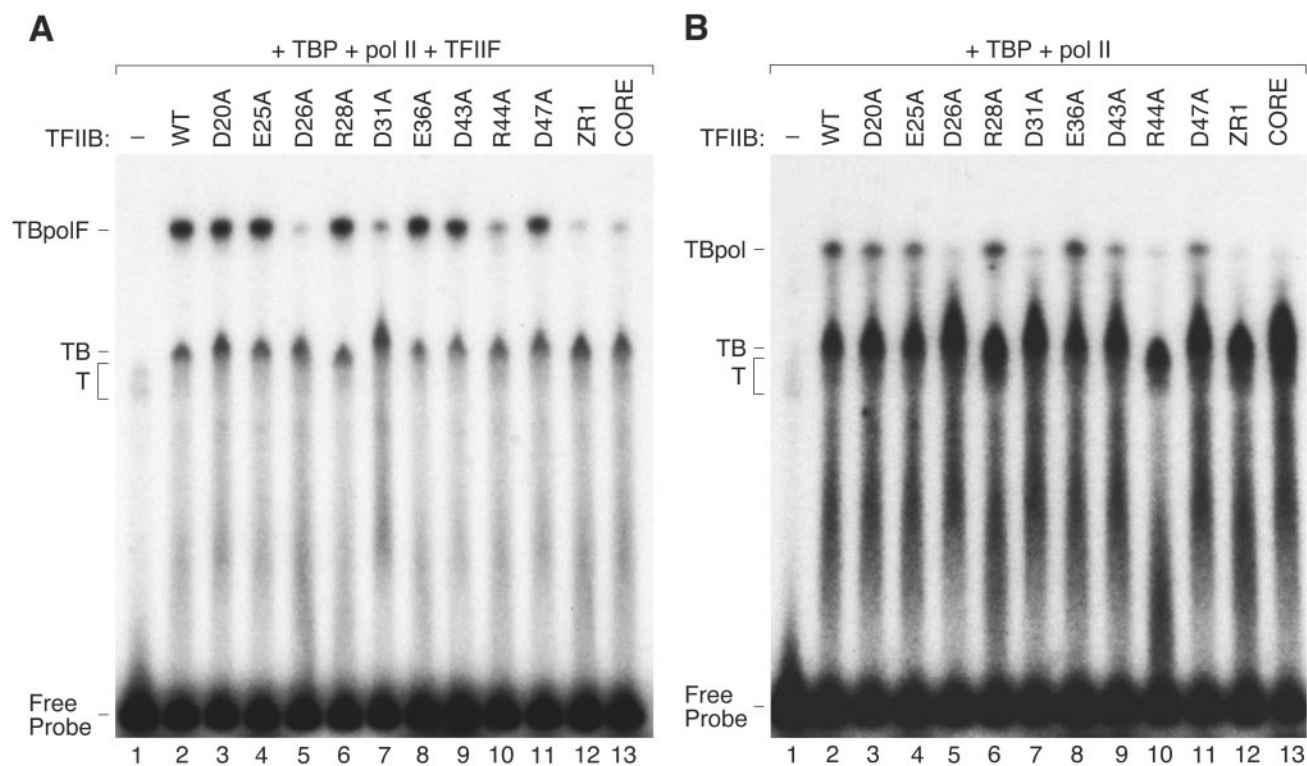 A
+ TBP + pol II + TFIIF
TFIIB: – WT D20A E25A D26A R28A D31A E36A D43A R44A D47A ZR1 CORE
TBpolF –
TB –
T
Free
Probe –
1 2 3 4 5 6 7 8 9 10 11 12 13
B
+ TBP + pol II
TFIIB: – WT D20A E25A D26A R28A D31A E36A D43A R44A D47A ZR1 CORE
TBpol –
TB –
T
Free
Probe –
1 2 3 4 5 6 7 8 9 10 11 12 13